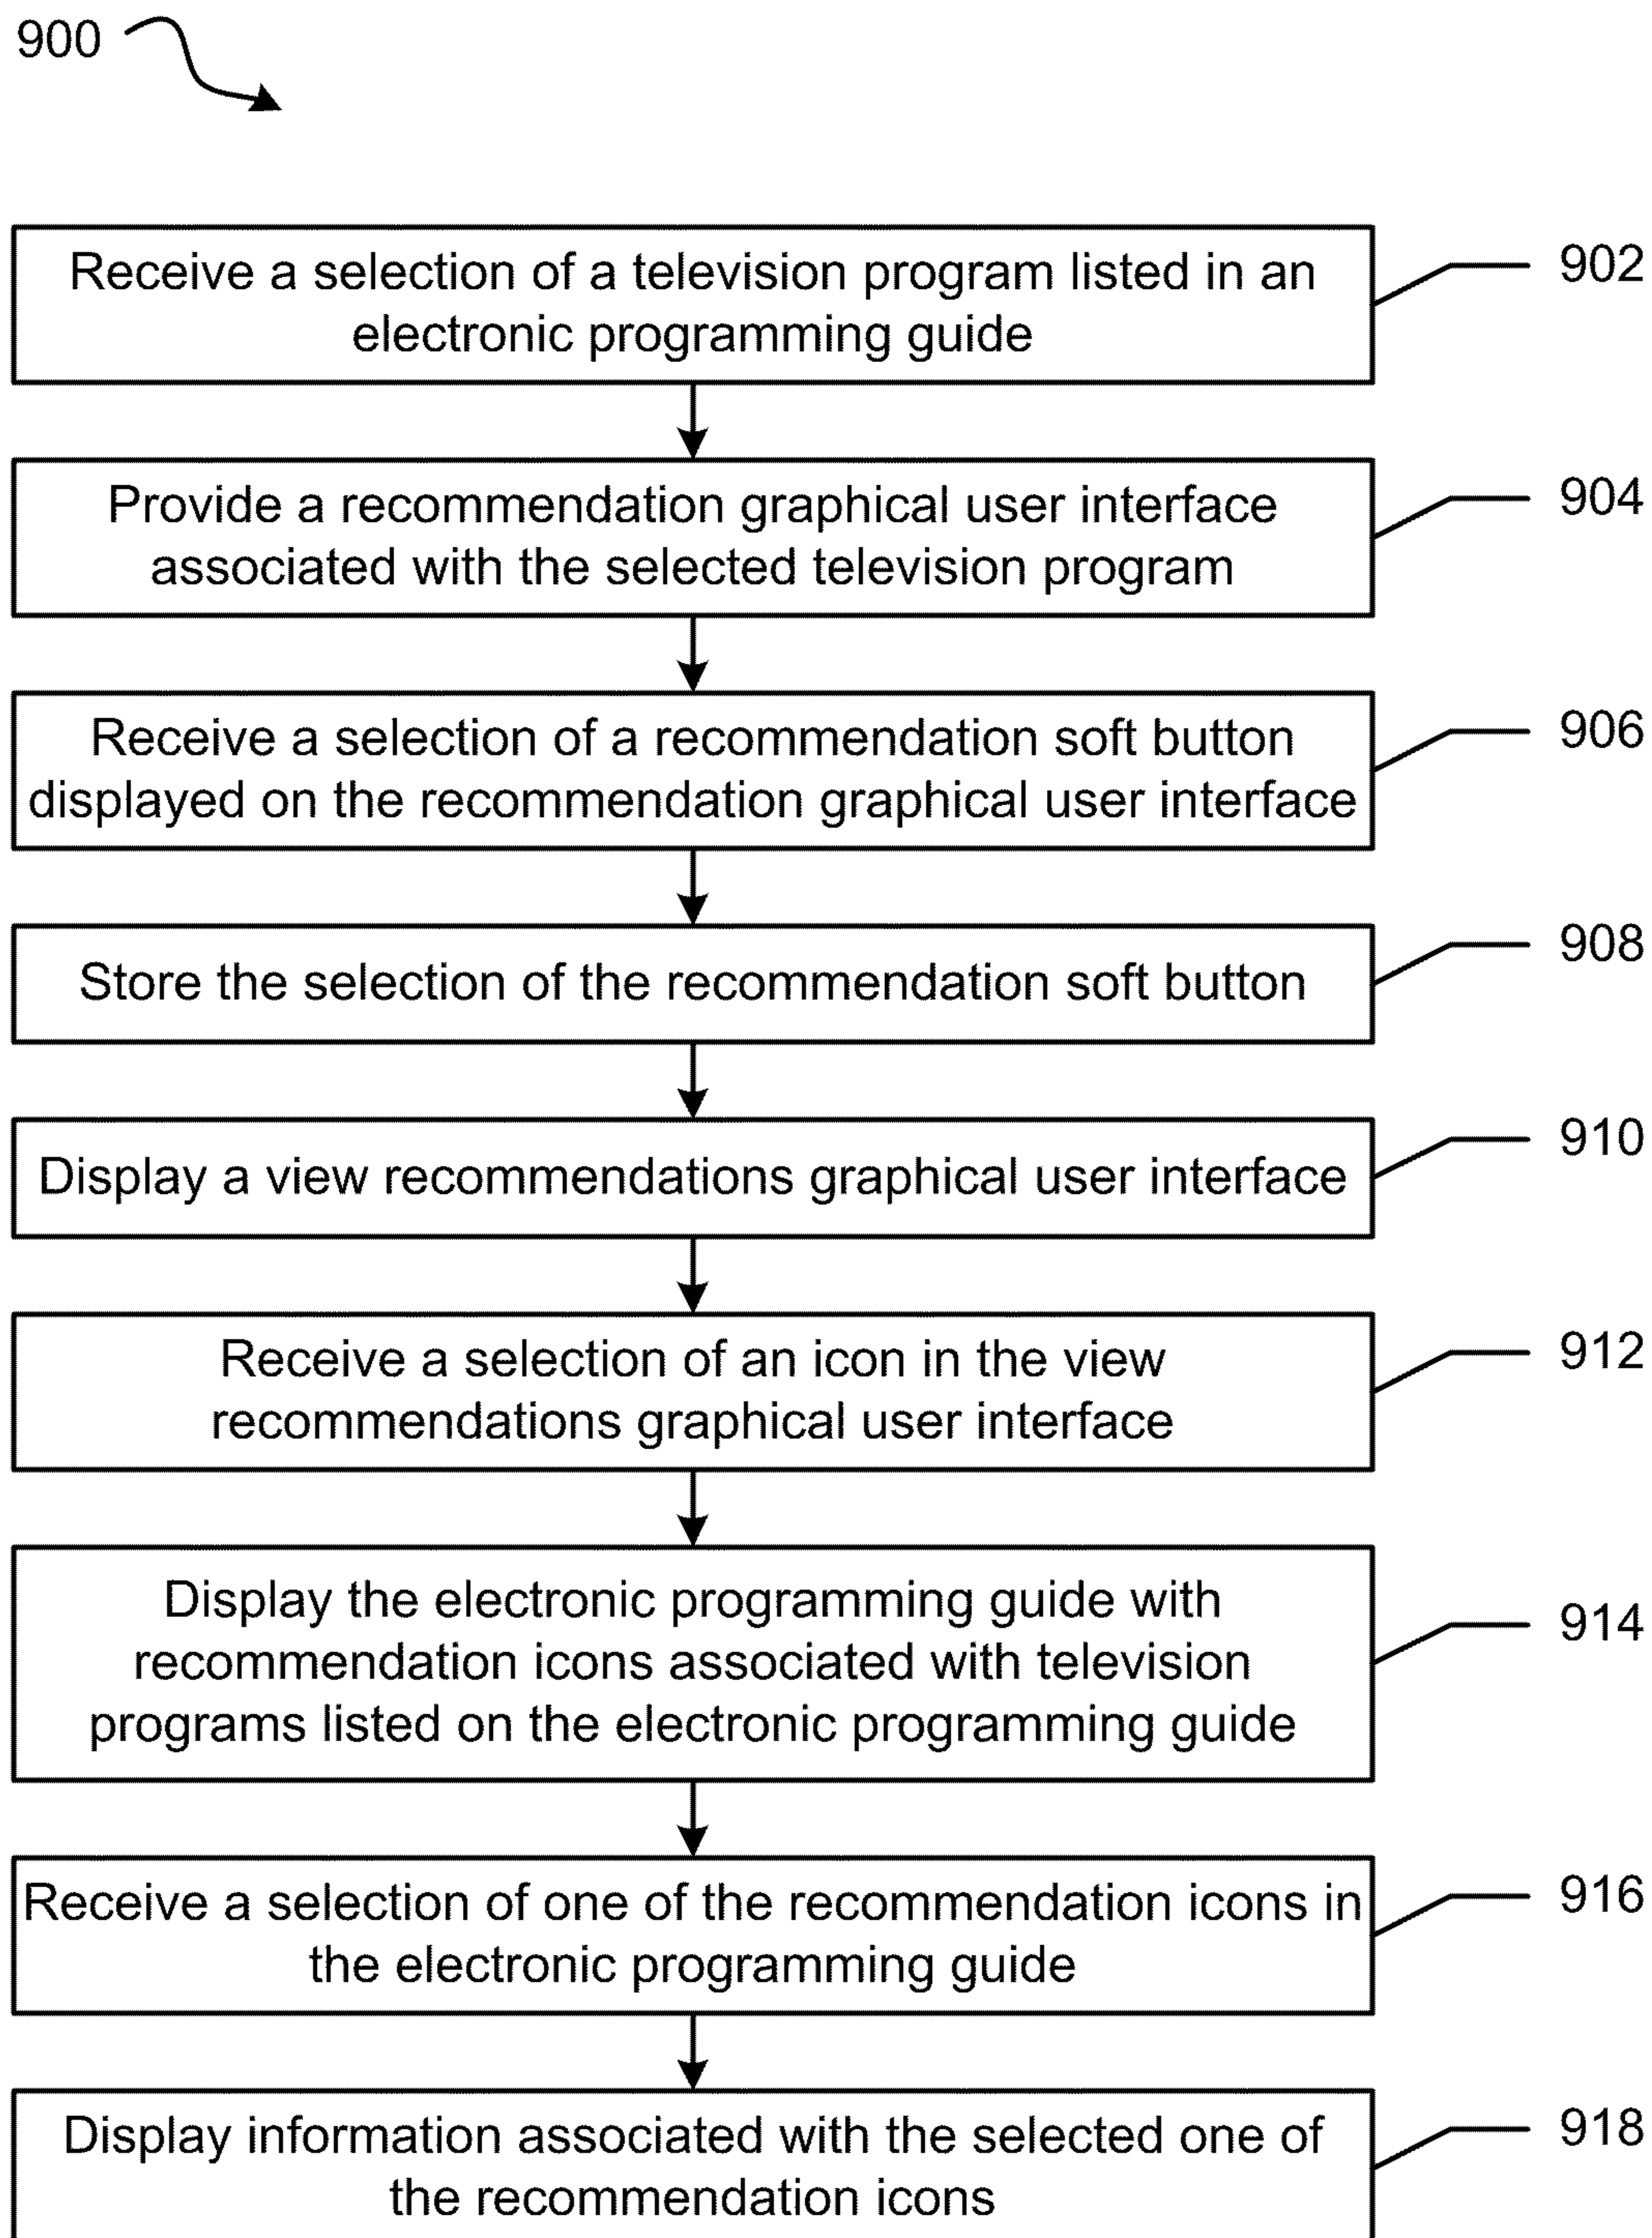 900
Receive a selection of a television program listed in an
electronic programming guide
902
Provide a recommendation graphical user interface
associated with the selected television program
904
Receive a selection of a recommendation soft button
displayed on the recommendation graphical user interface
906
Store the selection of the recommendation soft button
908
Display a view recommendations graphical user interface
910
Receive a selection of an icon in the view
recommendations graphical user interface
912
Display the electronic programming guide with
recommendation icons associated with television
programs listed on the electronic programming guide
914
Receive a selection of one of the recommendation icons in
the electronic programming guide
916
Display information associated with the selected one of
the recommendation icons
918